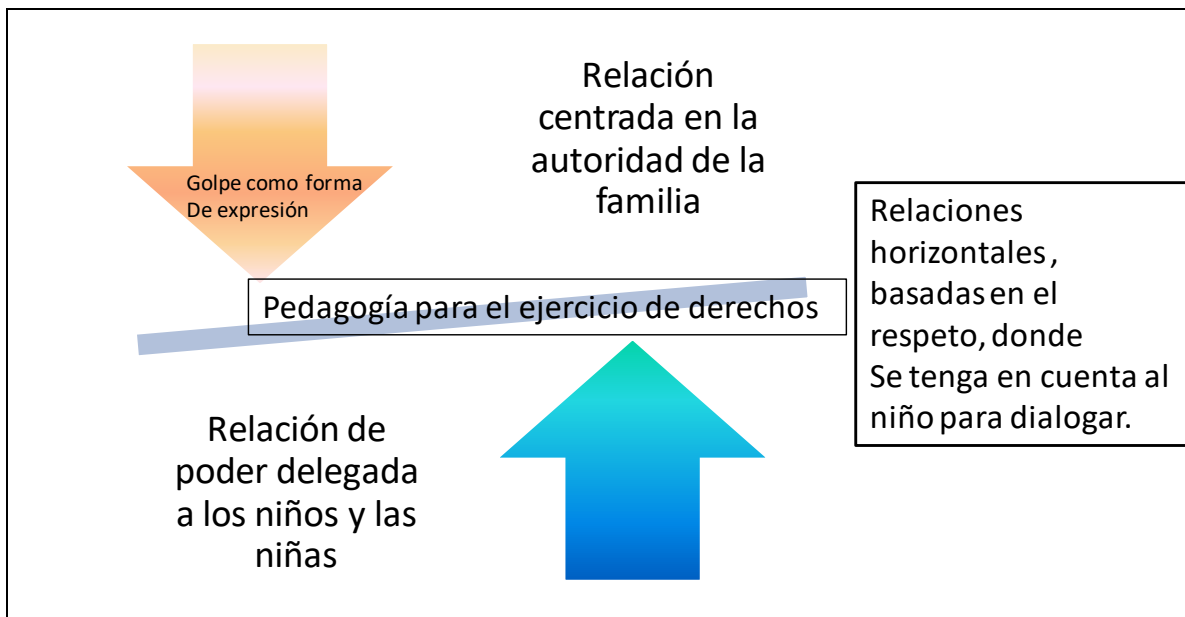 Golpe como forma
De expresión
Relación
centrada en la
autoridad de la
familia
Pedagogía para el ejercicio de derechos
Relaciones
horizontales ,
basadas en el
respeto, donde
Se tenga en cuenta al
niño para dialogar.
Relación de
poder delegada
a los niños y las
niñas